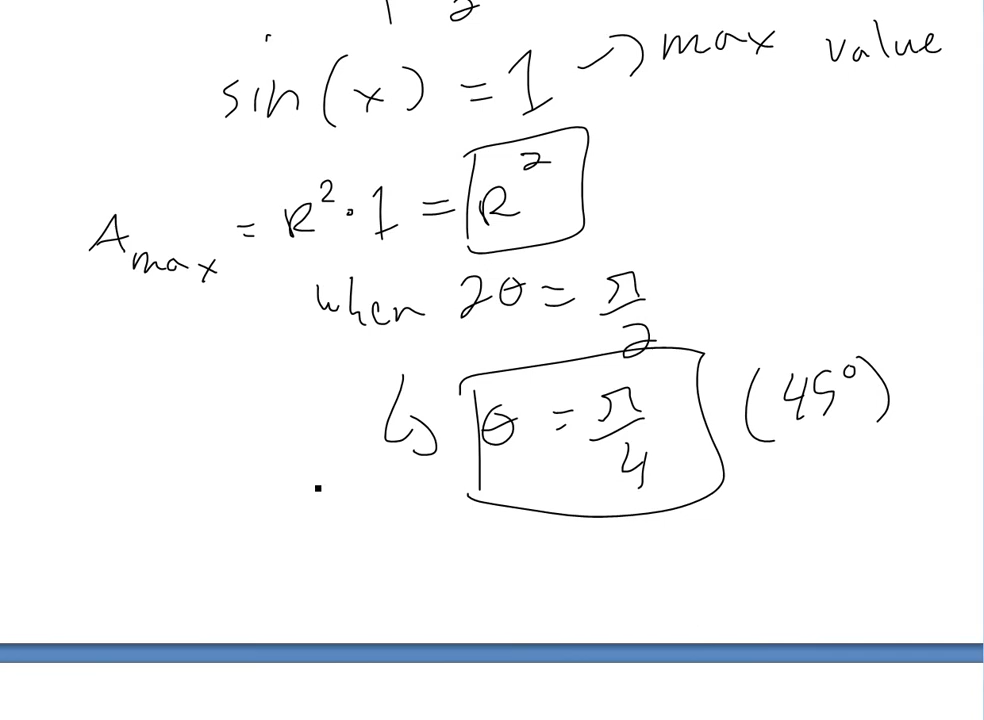 sin(x) = 1 → max value
A_max = R² · 1 = R²
when 2θ = π/2
↳ θ = π/4 (45°)